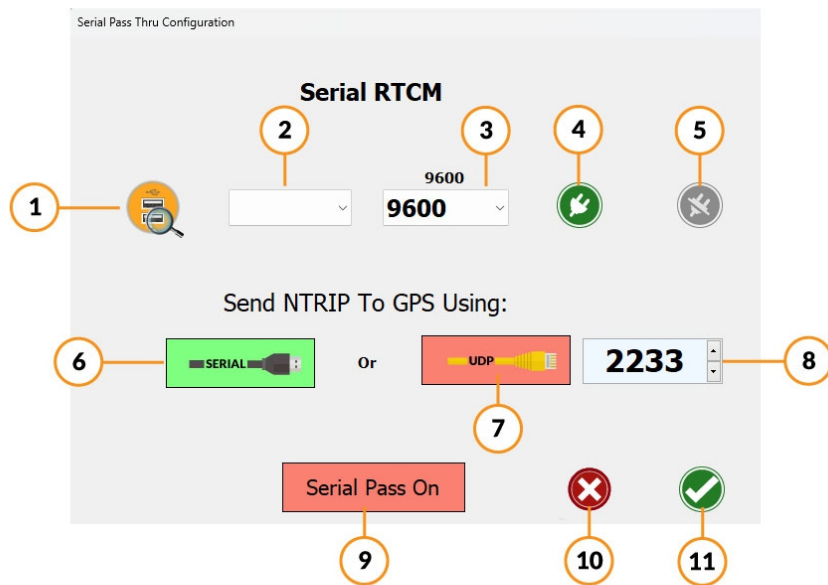 Serial Pass Thru Configuration
Serial RTCM
2
3
4
5
9600
1
9600
Send NTRIP To GPS Using:
6
SERIAL
Or
UDP
2233
8
7
Serial Pass On
9
10
11